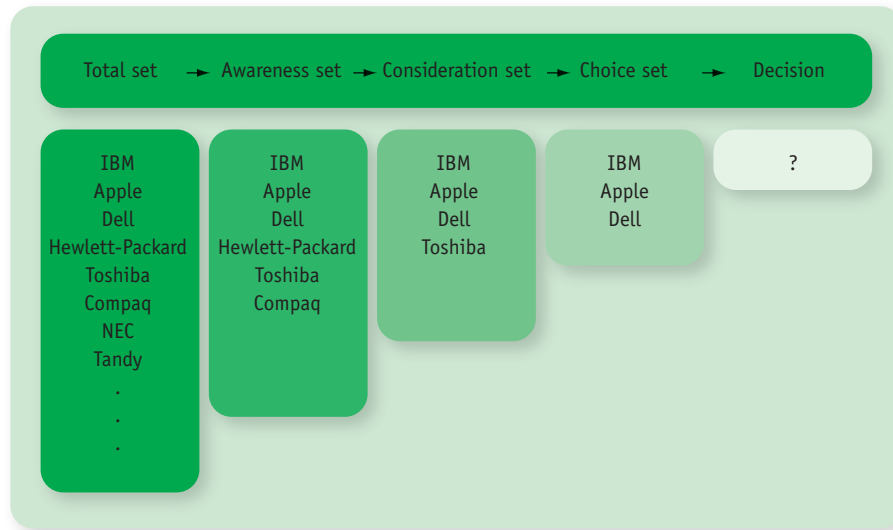 Total set → Awareness set → Consideration set → Choice set → Decision
IBM
Apple
Dell
Hewlett-Packard
Toshiba
Compaq
NEC
Tandy
.
.
.
IBM
Apple
Dell
Hewlett-Packard
Toshiba
Compaq
IBM
Apple
Dell
Toshiba
IBM
Apple
Dell
?